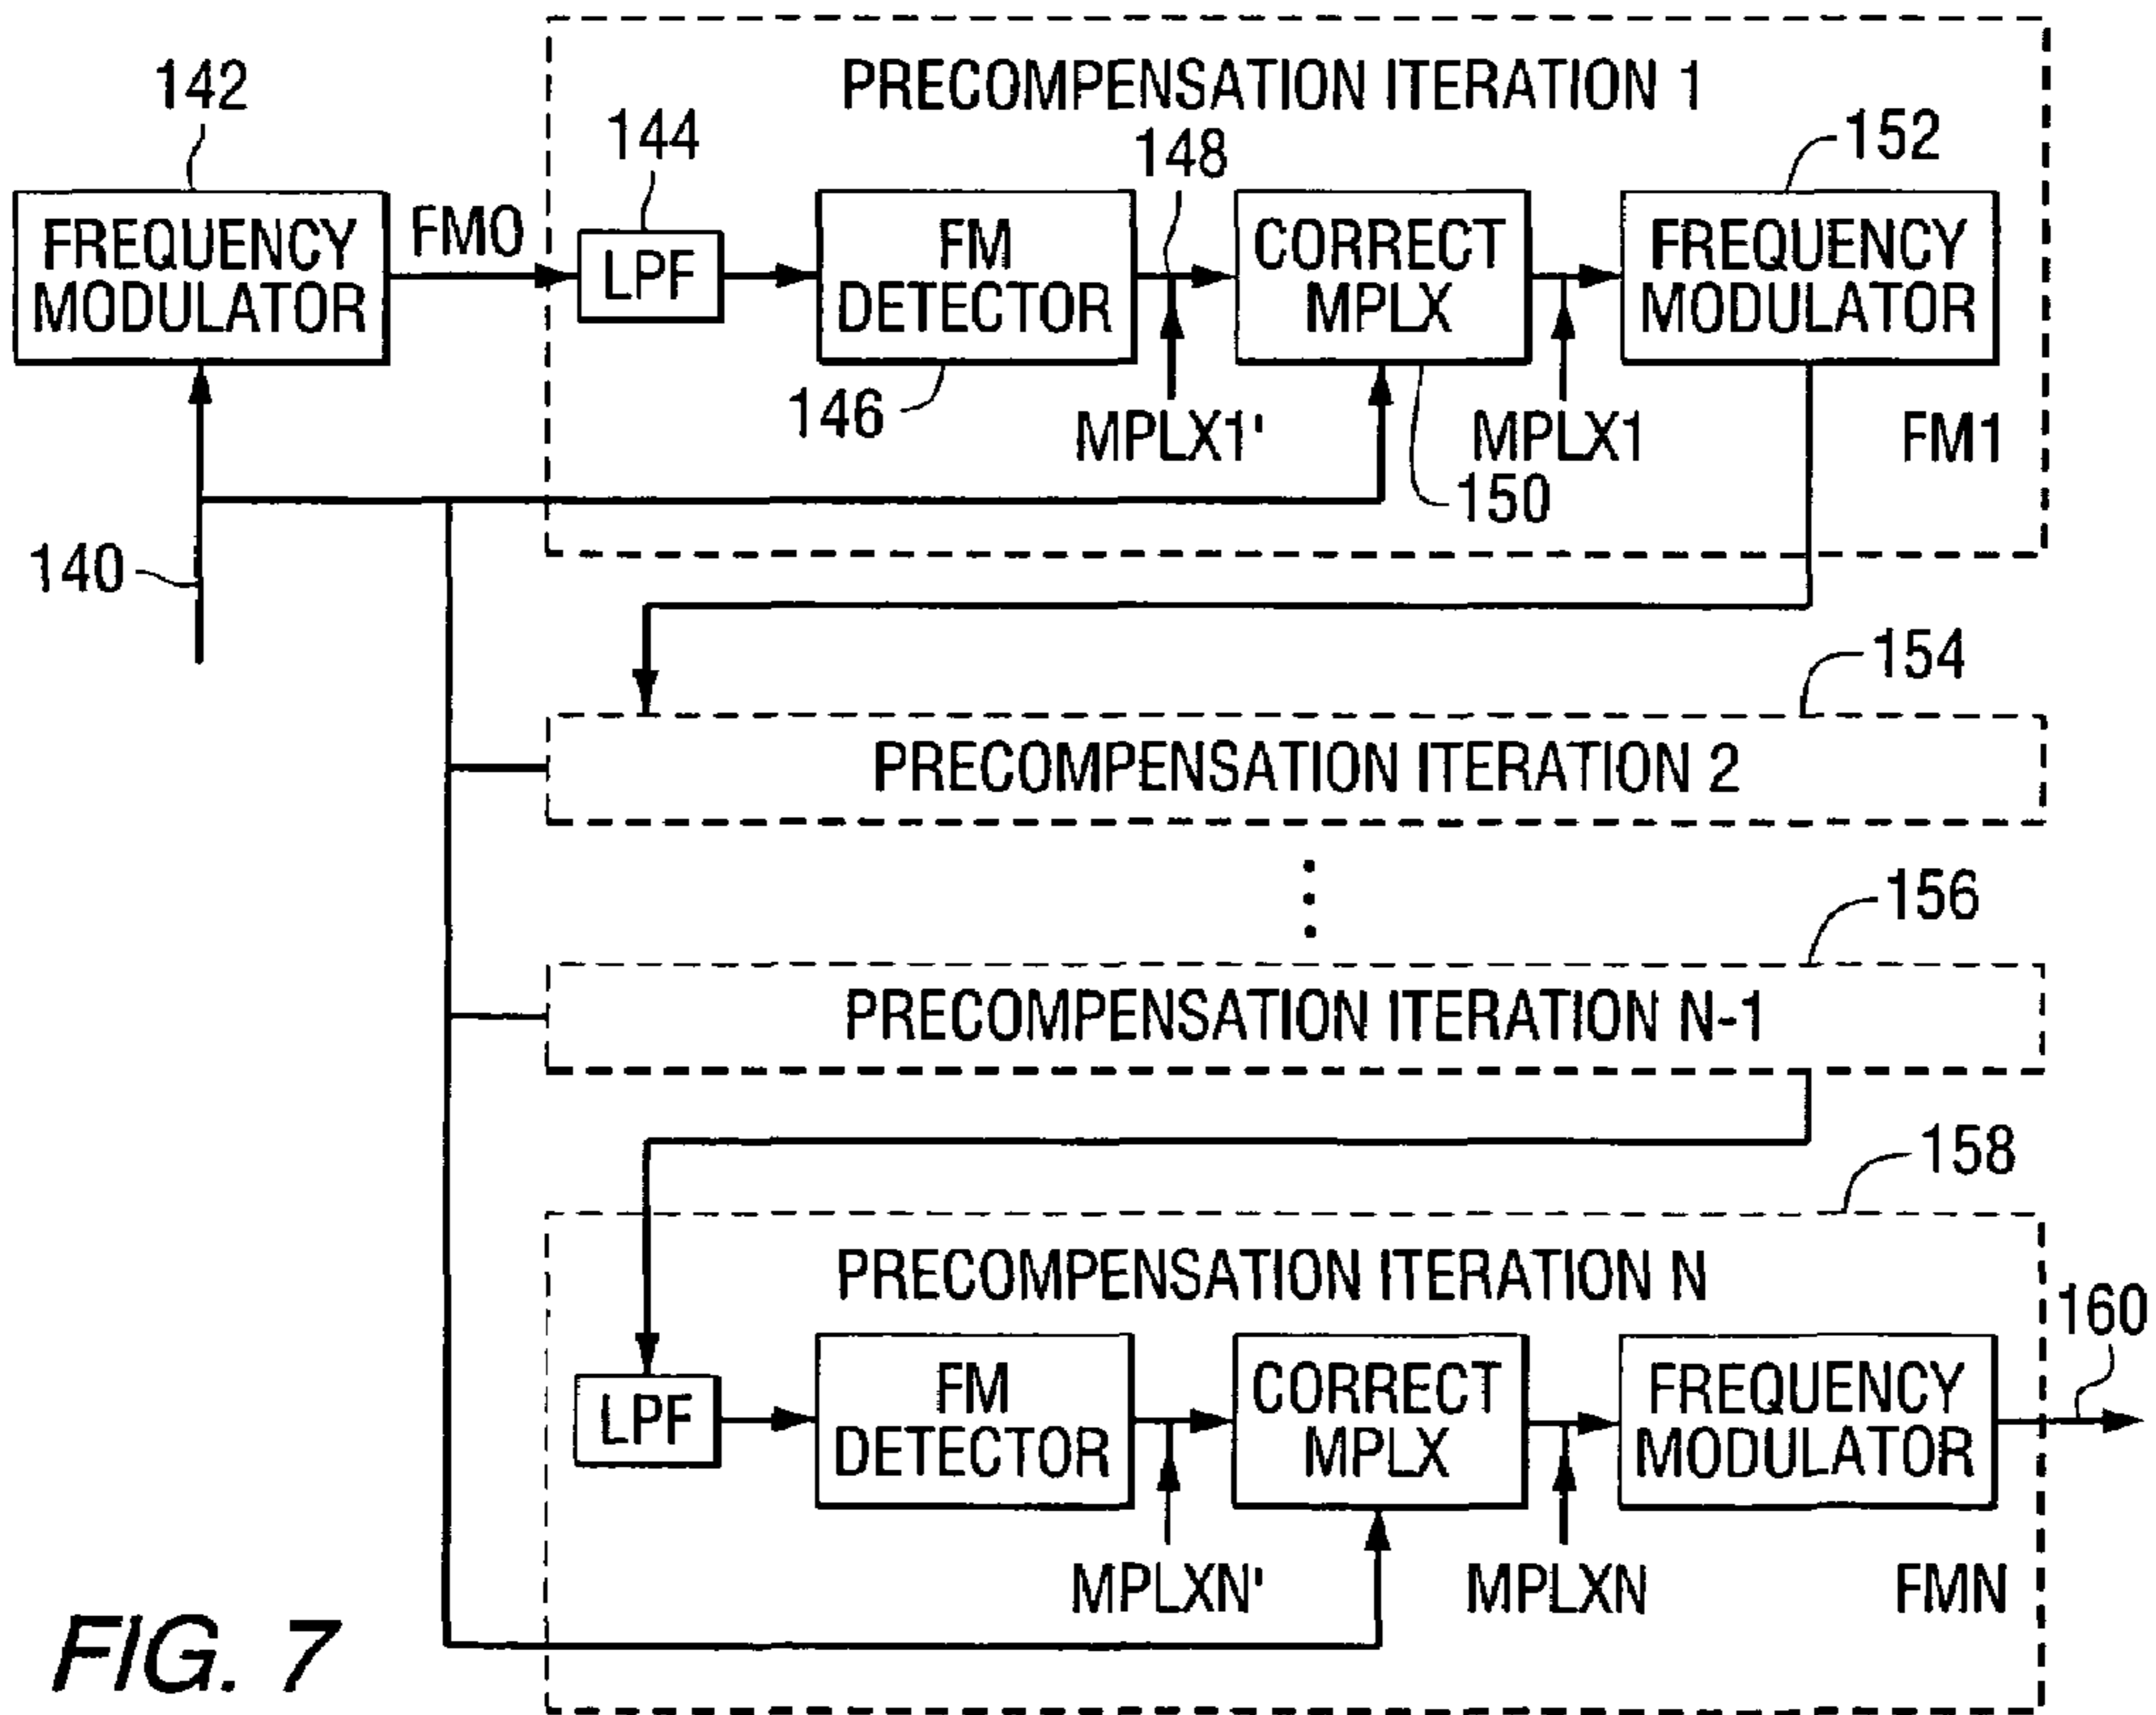 PRECOMPENSATION ITERATION 1
142
144
148
152
FREQUENCY
MODULATOR
FM0
LPF
FM
DETECTOR
CORRECT
MPLX
FREQUENCY
MODULATOR
146
MPLX1'
MPLX1
FM1
150
140
154
PRECOMPENSATION ITERATION 2
156
PRECOMPENSATION ITERATION N-1
158
PRECOMPENSATION ITERATION N
160
LPF
FM
DETECTOR
CORRECT
MPLX
FREQUENCY
MODULATOR
MPLXN'
MPLXN
FMN
FIG. 7